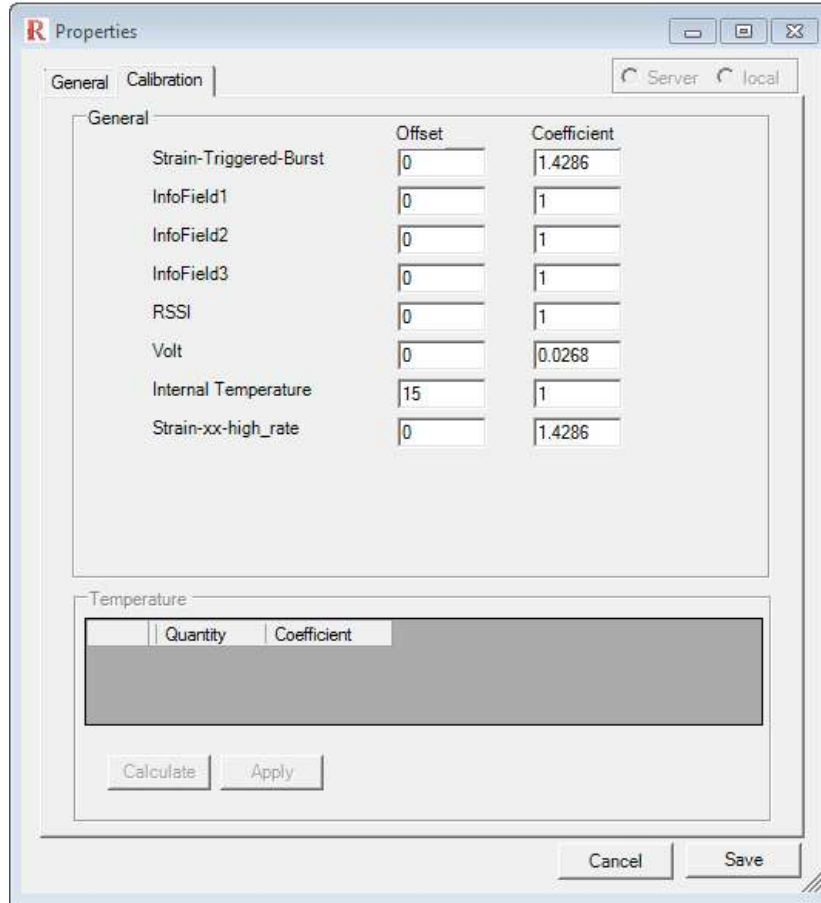 R Properties
General Calibration Server local
General
Offset Coefficient
Strain-Triggered-Burst 0 1.4286
InfoField1 0 1
InfoField2 0 1
InfoField3 0 1
RSSI 0 1
Volt 0 0.0268
Internal Temperature 15 1
Strain-xx-high_rate 0 1.4286
Temperature
Quantity Coefficient
Calculate Apply
Cancel Save